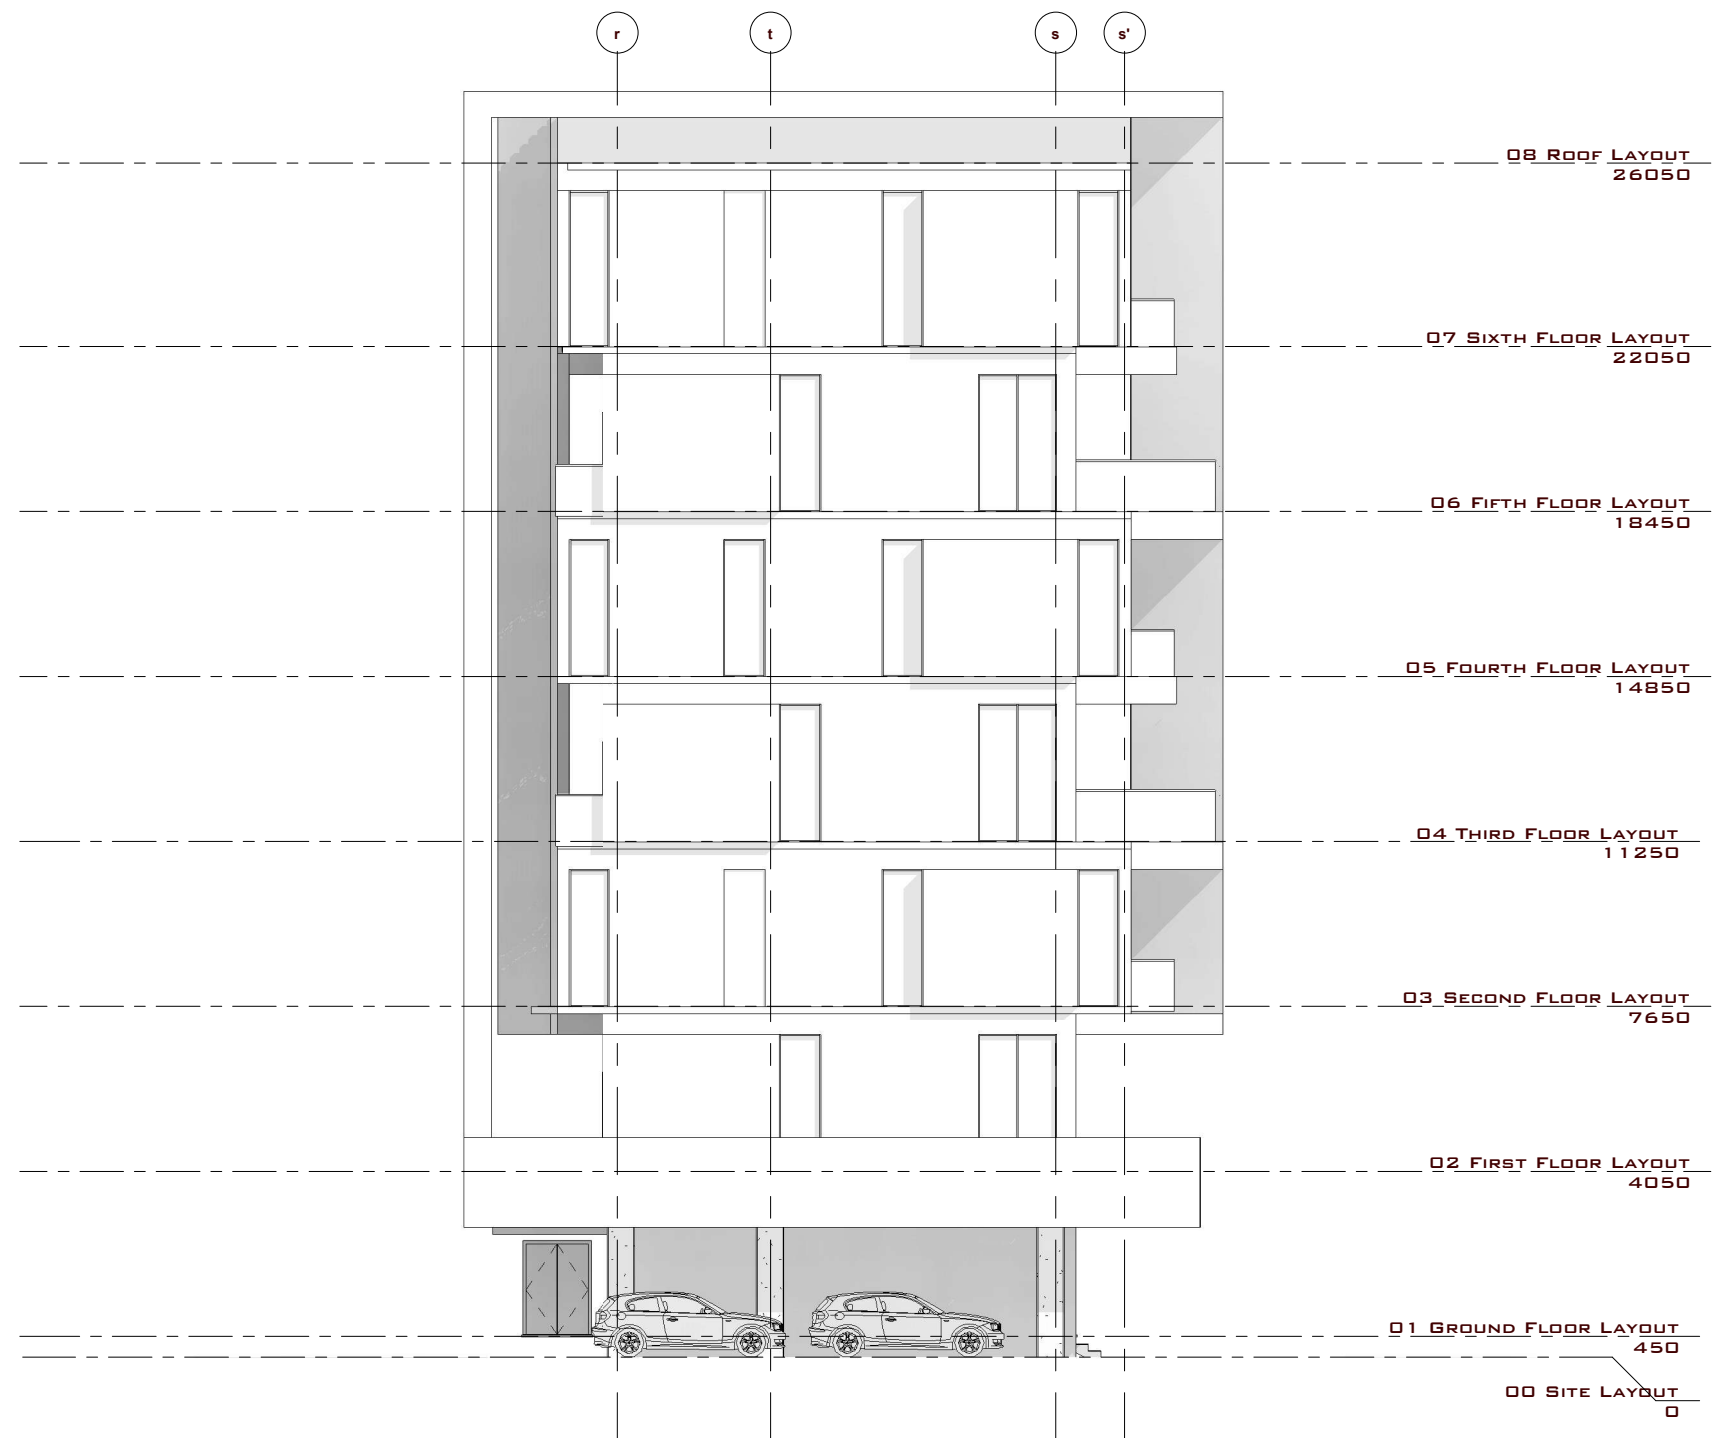 r t s s'
08 Roof Layout
26050
07 Sixth Floor Layout
22050
06 Fifth Floor Layout
18450
05 Fourth Floor Layout
14850
04 Third Floor Layout
11250
03 Second Floor Layout
7650
02 First Floor Layout
4050
01 Ground Floor Layout
450
00 Site Layout
0